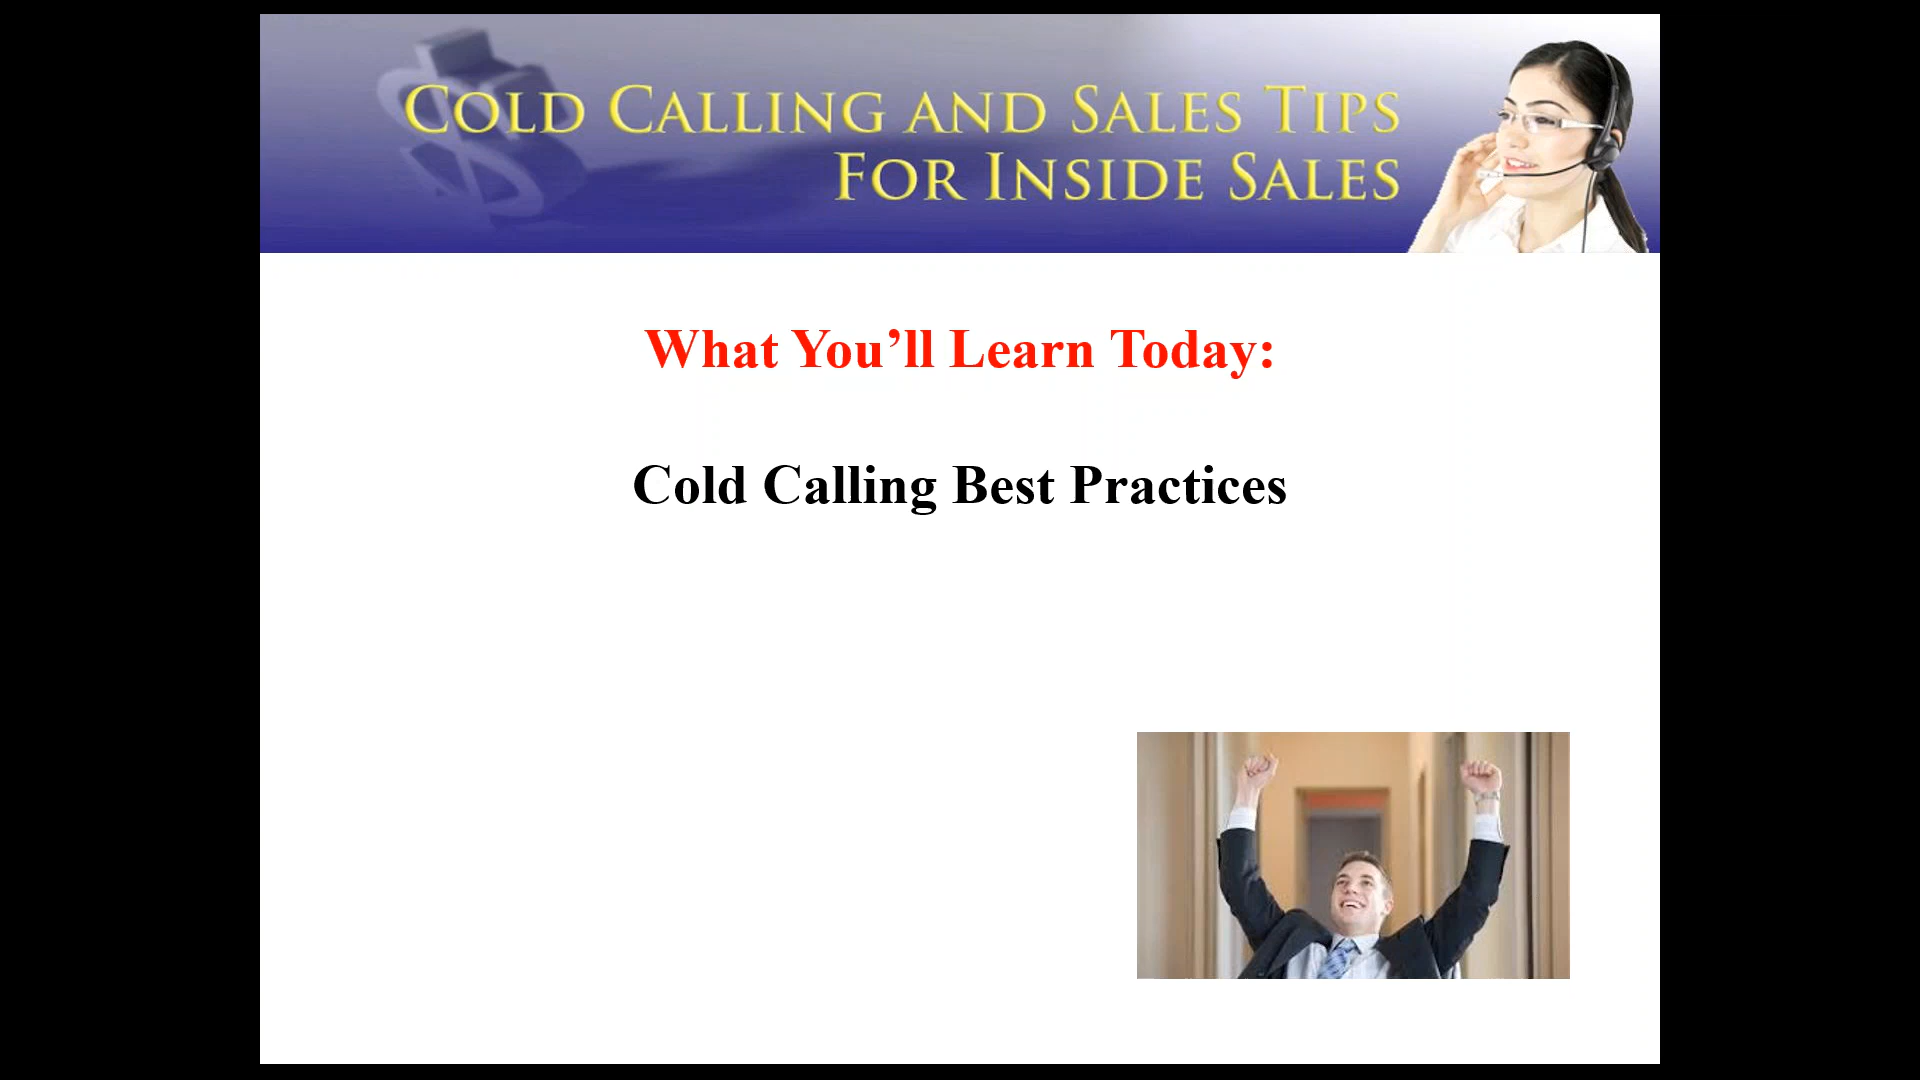 Cold Calling and Sales Tips
For Inside Sales
What You’ll Learn Today:
Cold Calling Best Practices